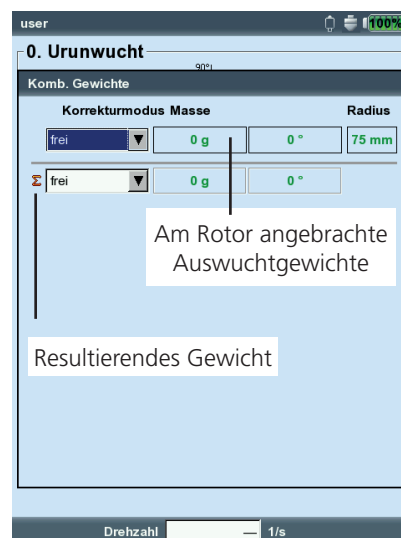 user 100%
0. Urunwucht
90°
Komb. Gewichte
Korrekturmodus Masse Radius
frei 0 g 0 ° 75 mm
Σ frei 0 g 0 °
Am Rotor angebrachte
Auswuchtgewichte
Resultierendes Gewicht
Drehzahl — 1/s